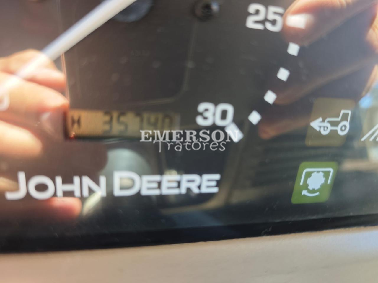 25
30
EMERSON
Tratores
JOHN DEERE